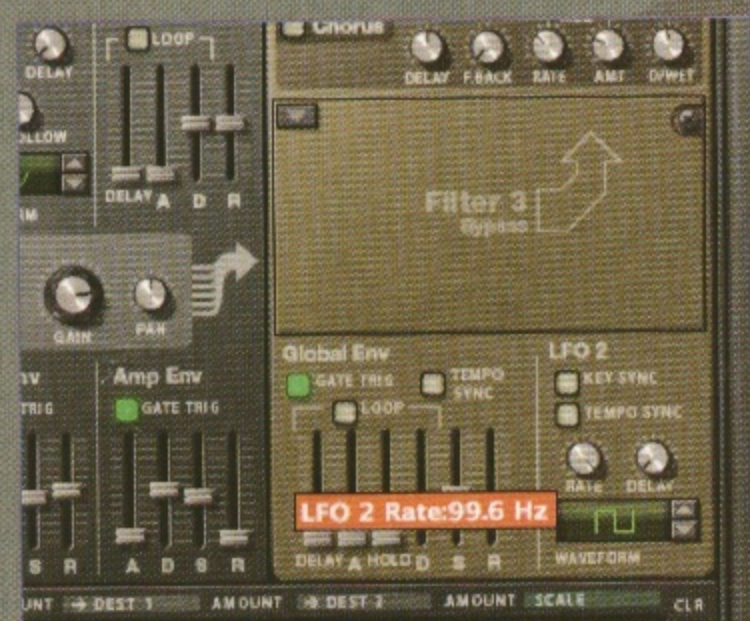 Chorus
DELAY
LOOP
DELAY F.BACK RATE AMT D/WET
DELAY A D R
Filter 3
Bypass
GAIN PAN
Global Env
LFO 2
Amp Env
GATE TRIG
TEMPO SYNC
KEY SYNC
GATE TRIG
LOOP
TEMPO SYNC
RATE DELAY
LFO 2 Rate:99.6 Hz
S R
A D S R
DELAY A HOLD D S R
WAVEFORM
DEST 1
AMOUNT
DEST 2
AMOUNT
SCALE
CLR